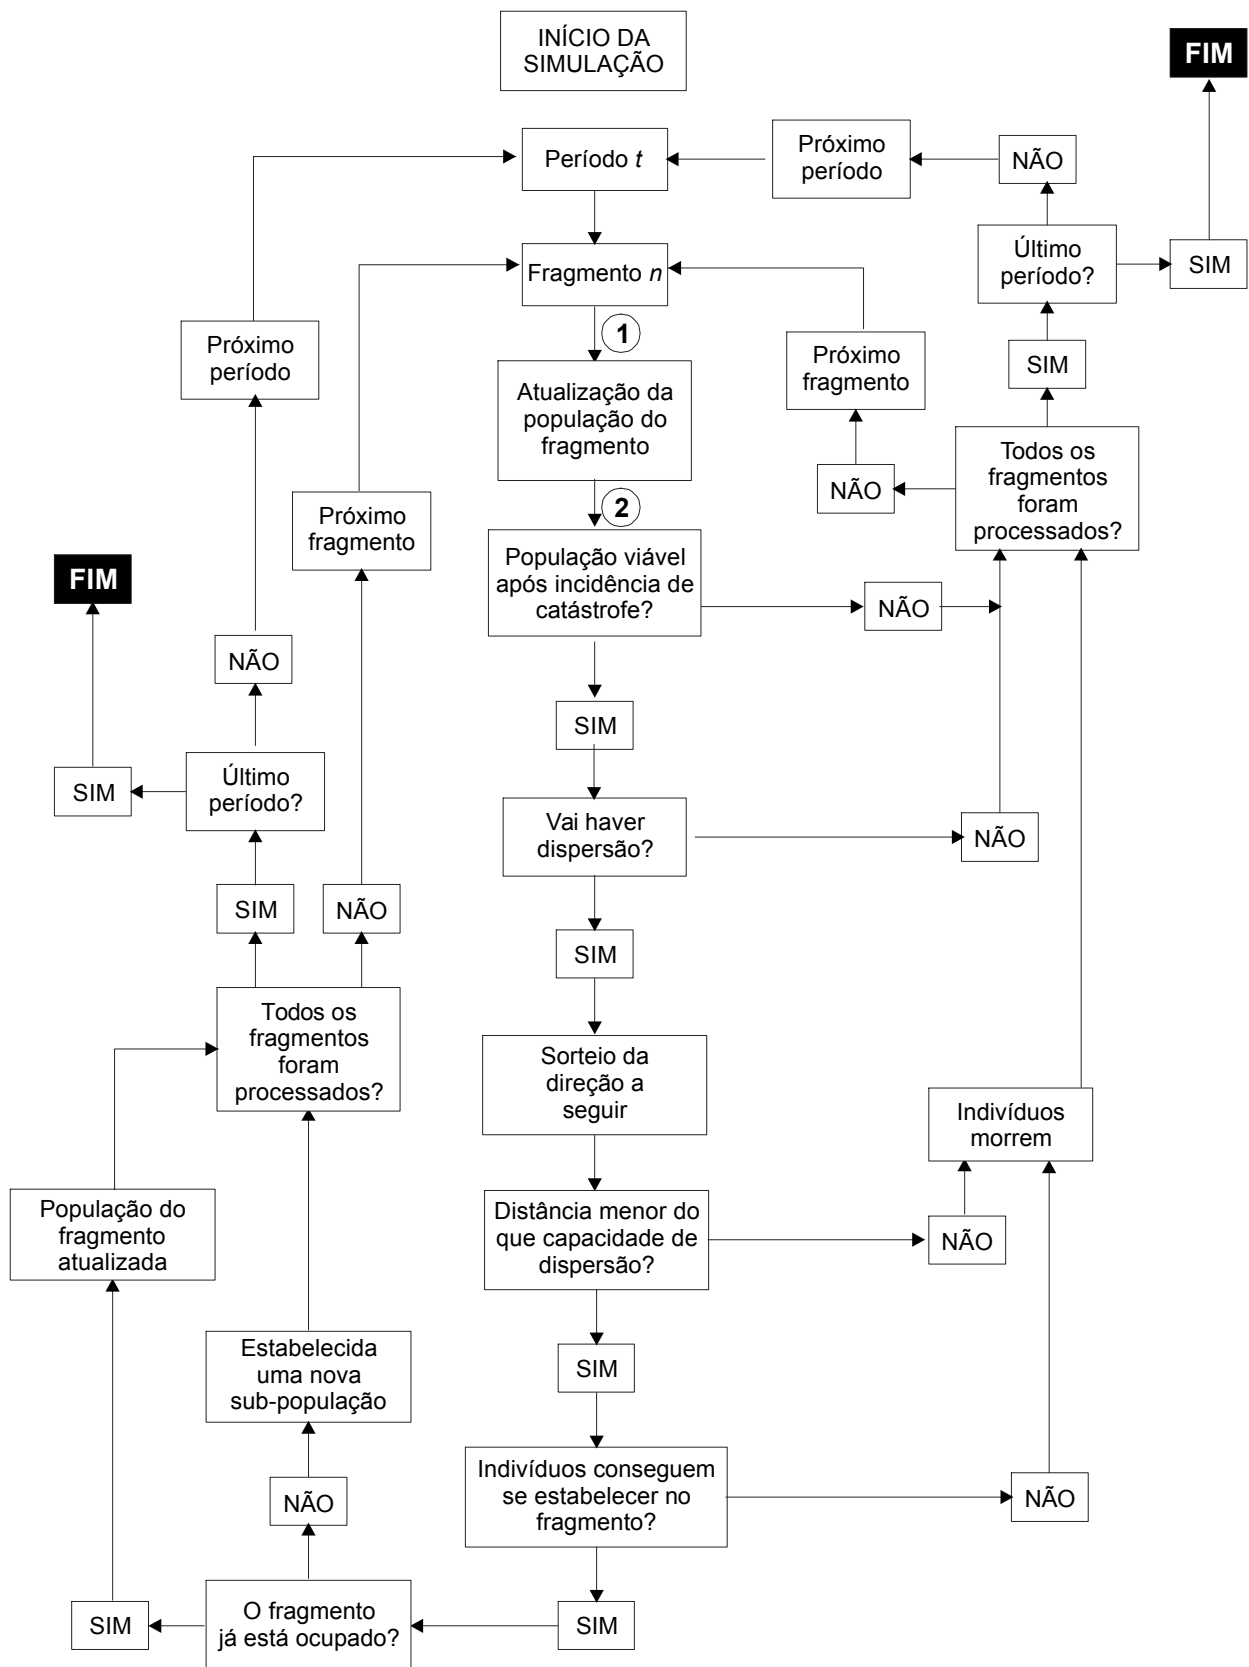 INÍCIO DA
SIMULAÇÃO
FIM
Período t
Próximo
período
NÃO
Fragmento n
Último
período?
SIM
1
Próximo
período
Próximo
fragmento
SIM
Atualização da
população do
fragmento
Todos os
fragmentos
foram
processados?
NÃO
2
Próximo
fragmento
População viável
após incidência de
catástrofe?
NÃO
FIM
NÃO
SIM
Último
período?
SIM
Vai haver
dispersão?
NÃO
SIM
NÃO
SIM
Todos os
fragmentos
foram
processados?
Sorteio da
direção a
seguir
Indivíduos
morrem
População do
fragmento
atualizada
Distância menor do
que capacidade de
dispersão?
NÃO
Estabelecida
uma nova
sub-população
SIM
NÃO
Indivíduos conseguem
se estabelecer no
fragmento?
NÃO
SIM
O fragmento
já está ocupado?
SIM